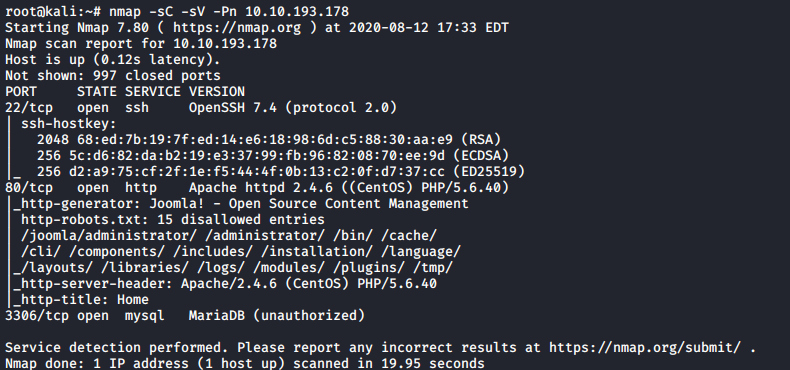 root@kali:~# nmap -sC -sV -Pn 10.10.193.178
Starting Nmap 7.80 ( https://nmap.org ) at 2020-08-12 17:33 EDT
Nmap scan report for 10.10.193.178
Host is up (0.12s latency).
Not shown: 997 closed ports
PORT     STATE SERVICE VERSION
22/tcp   open  ssh     OpenSSH 7.4 (protocol 2.0)
| ssh-hostkey:
|   2048 68:ed:7b:19:7f:ed:14:e6:18:98:6d:c5:88:30:aa:e9 (RSA)
|   256 5c:d6:82:da:b2:19:e3:37:99:fb:96:82:08:70:ee:9d (ECDSA)
|_  256 d2:a9:75:cf:2f:1e:f5:44:4f:0b:13:c2:0f:d7:37:cc (ED25519)
80/tcp   open  http    Apache httpd 2.4.6 ((CentOS) PHP/5.6.40)
|_http-generator: Joomla! - Open Source Content Management
| http-robots.txt: 15 disallowed entries
| /joomla/administrator/ /administrator/ /bin/ /cache/
| /cli/ /components/ /includes/ /installation/ /language/
|_/layouts/ /libraries/ /logs/ /modules/ /plugins/ /tmp/
|_http-server-header: Apache/2.4.6 (CentOS) PHP/5.6.40
|_http-title: Home
3306/tcp open  mysql   MariaDB (unauthorized)
Service detection performed. Please report any incorrect results at https://nmap.org/submit/ .
Nmap done: 1 IP address (1 host up) scanned in 19.95 seconds